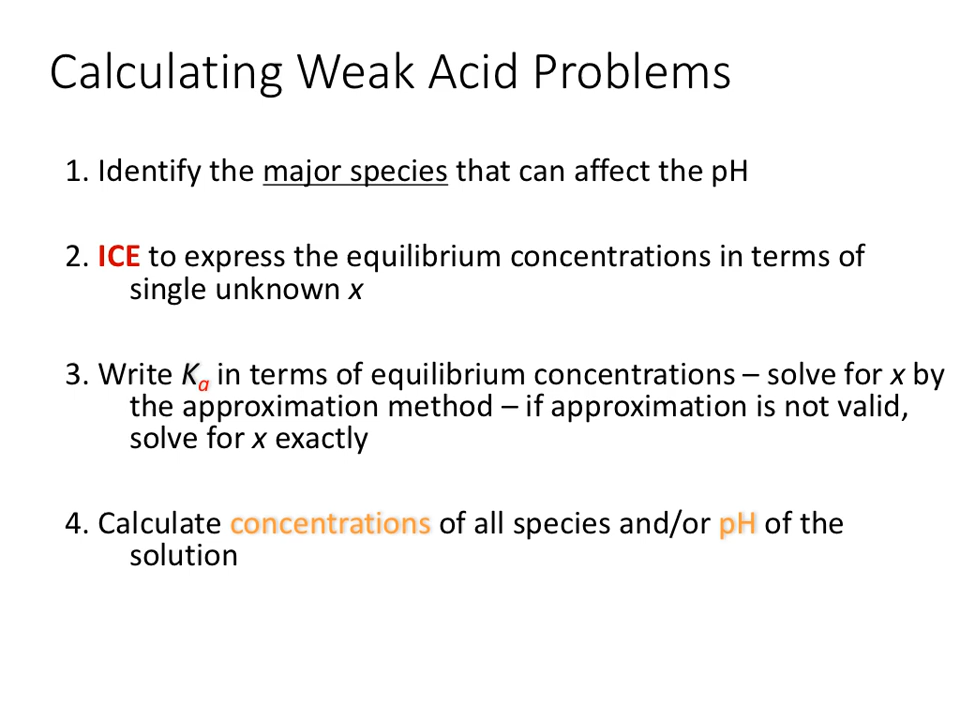 Calculating Weak Acid Problems
1. Identify the major species that can affect the pH
2. ICE to express the equilibrium concentrations in terms of
single unknown x
3. Write Ka in terms of equilibrium concentrations – solve for x by
the approximation method – if approximation is not valid,
solve for x exactly
4. Calculate concentrations of all species and/or pH of the
solution